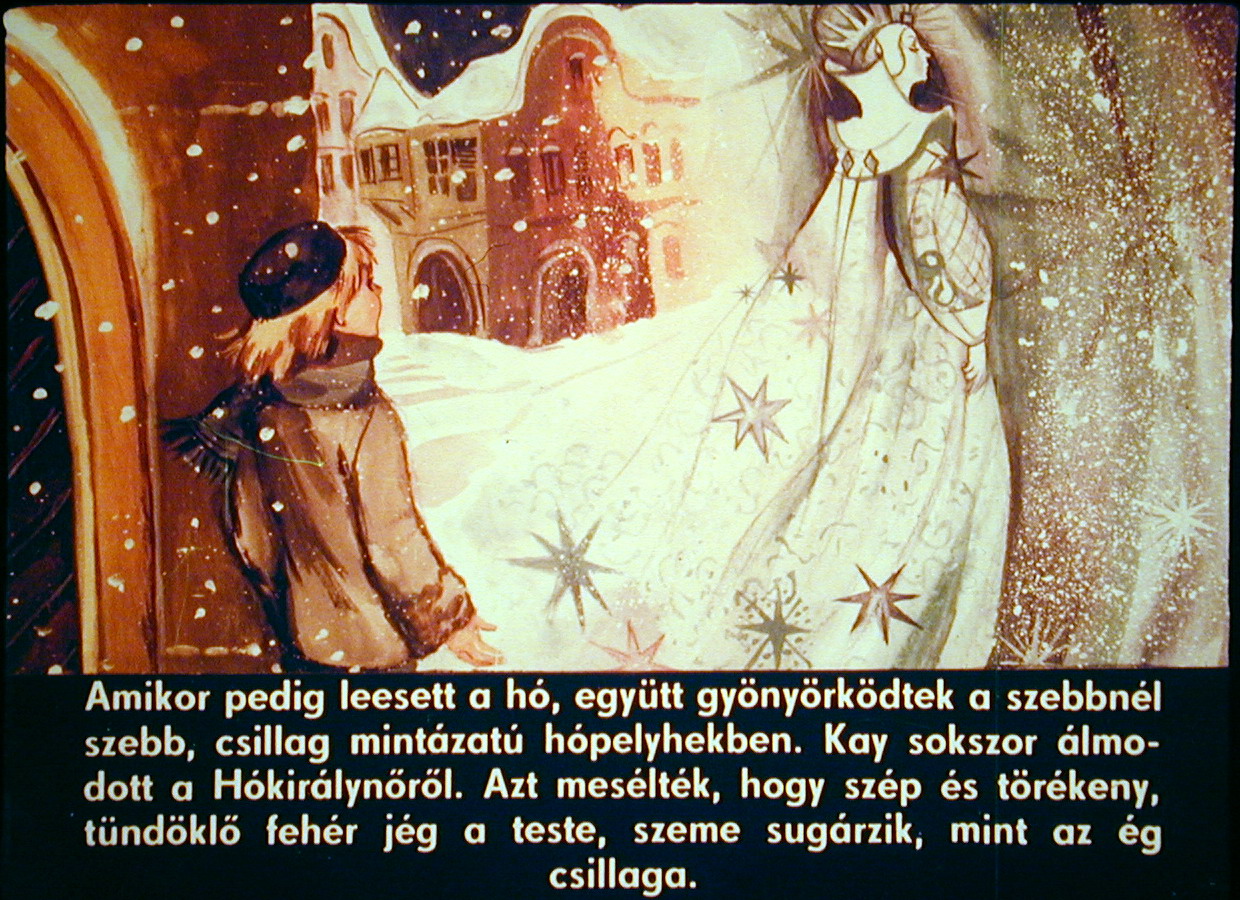 Amikor pedig leesett a hó, együtt gyönyörködtek a szebbnél
szebb, csillag mintázatú hópelyhekben. Kay sokszor álmo-
dott a Hókirálynőről. Azt mesélték, hogy szép és törékeny,
tündöklő fehér jég a teste, szeme sugárzik, mint az ég
csillaga.